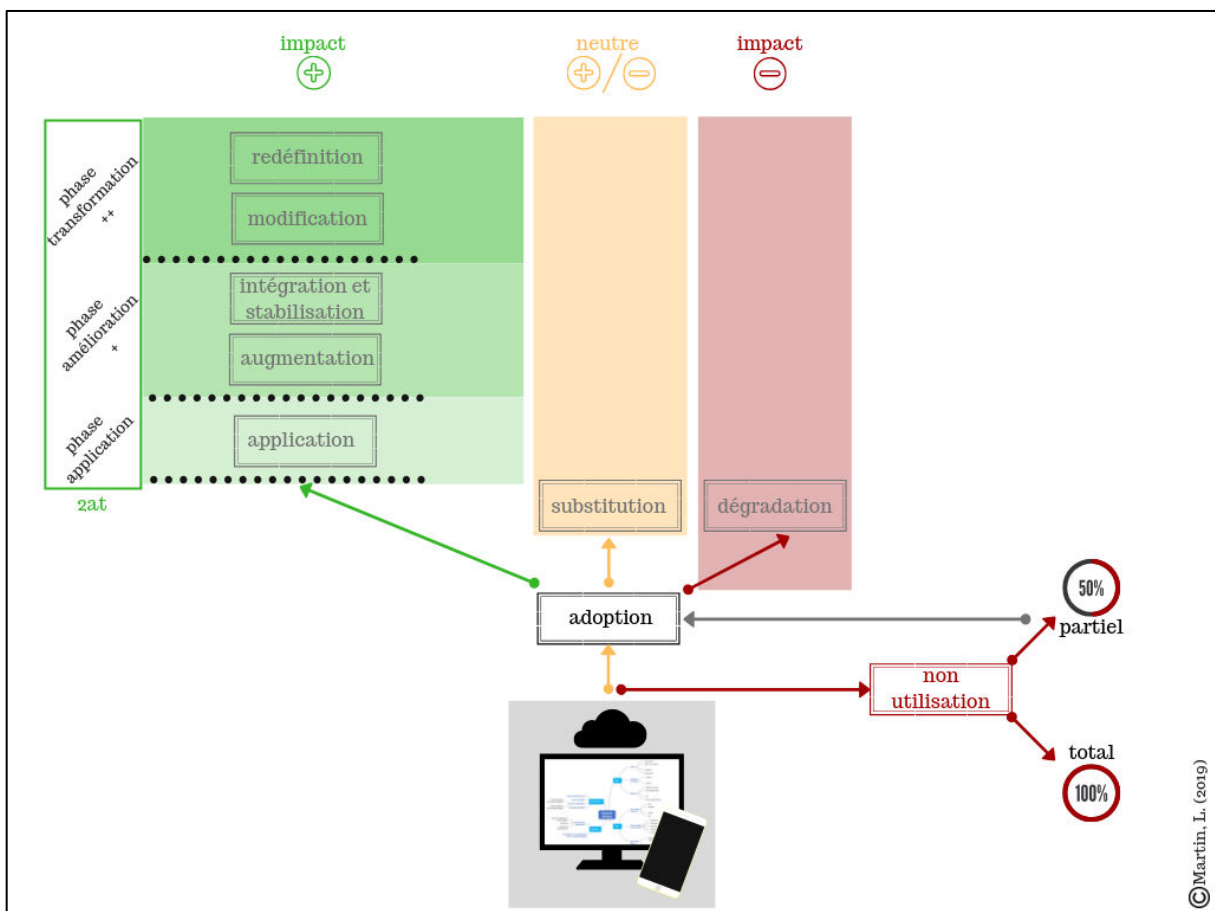 impact
neutre
impact
phase
transformation
++
redéfinition
modification
phase
amélioration
+
intégration et
stabilisation
augmentation
phase
application
application
2at
substitution
dégradation
adoption
50%
partiel
non
utilisation
total
100%
©Martin, L. (2019)